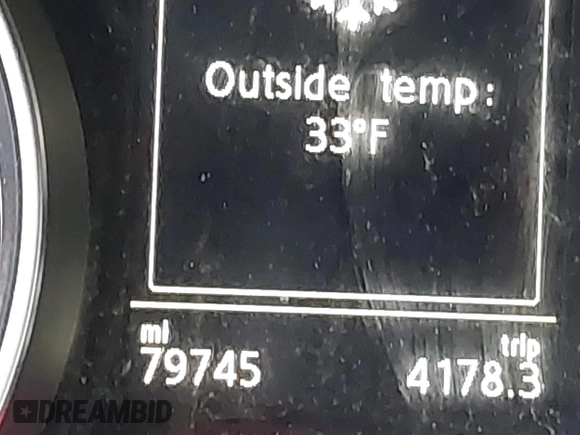 Outside temp:
33°F
mi trip
79745 4178.3
DREAMBID